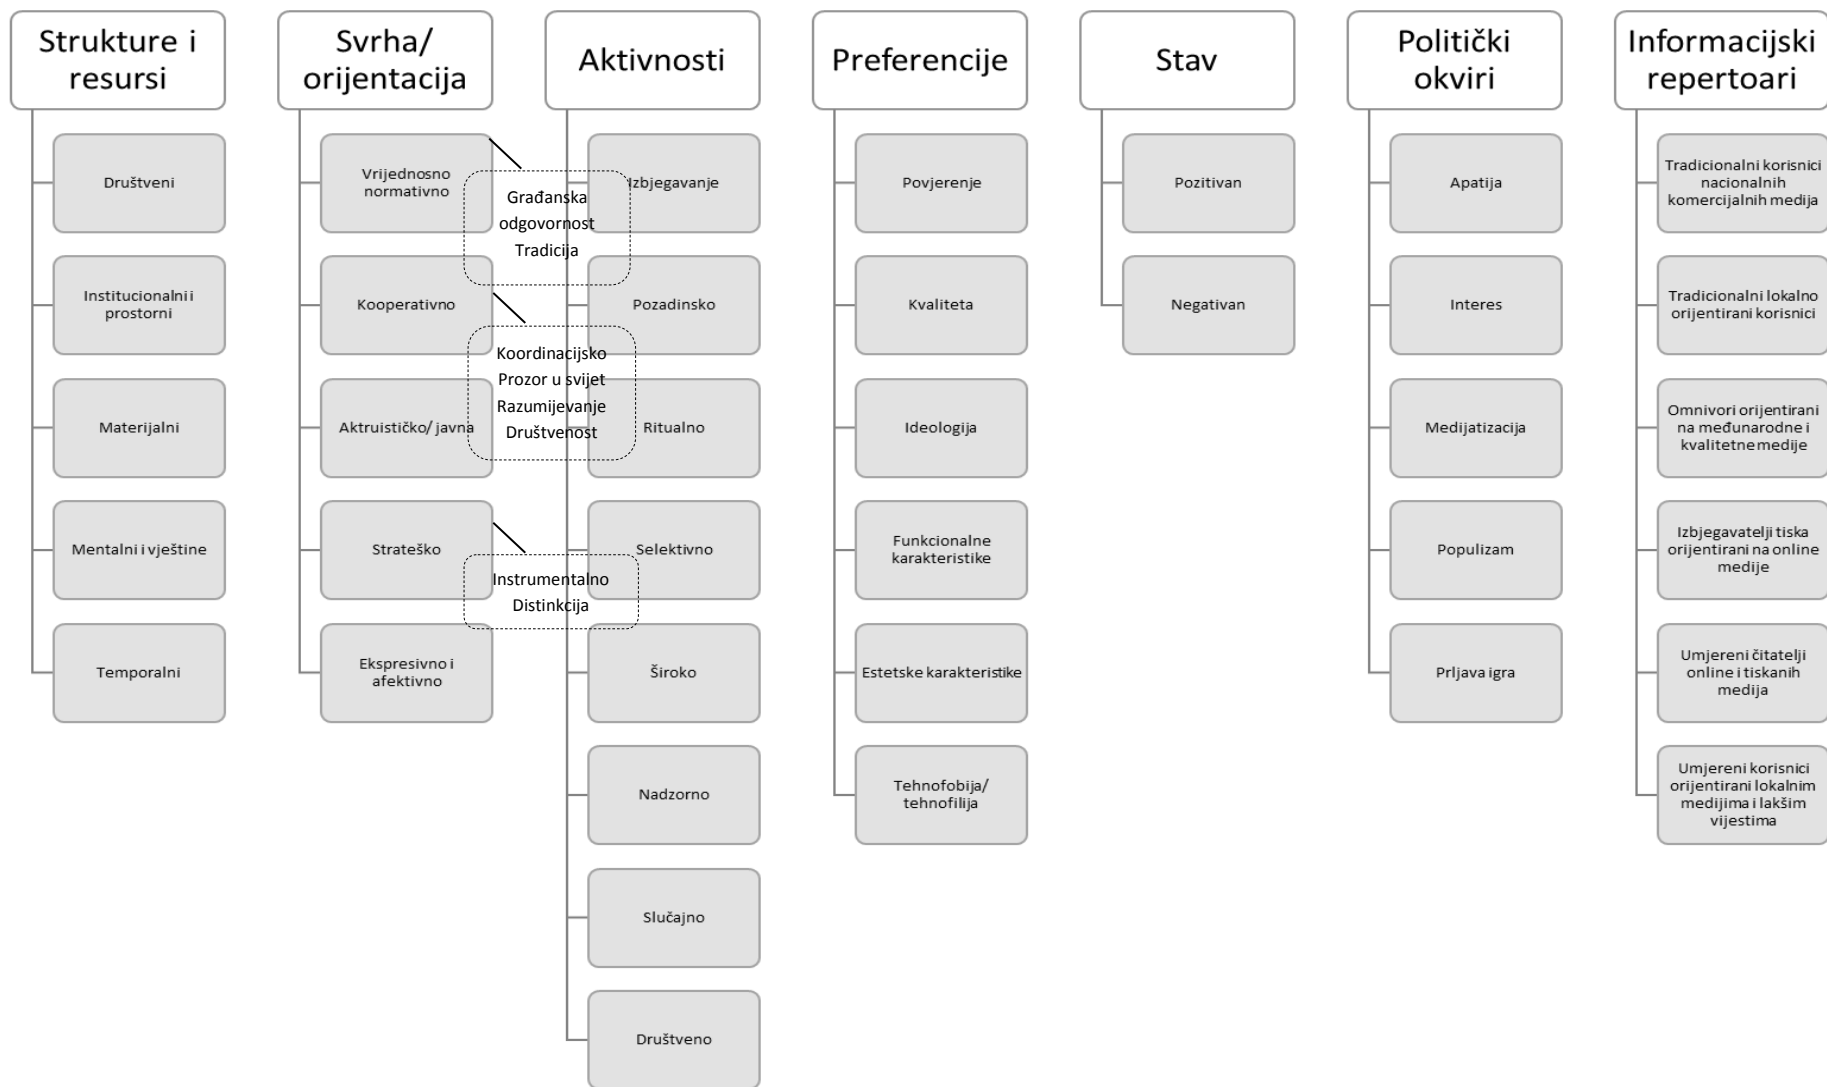 Strukture i
resursi
Društveni
Institucionalni i
prostorni
Materijalni
Mentalni i vještine
Temporalni
Svrha/
orijentacija
Vrijednosno
normativno
Građanska
odgovornost
Tradicija
Kooperativno
Koordinacijsko
Prozor u svijet
Razumijevanje
Društvenost
Aktruističko/ javna
Strateško
Instrumentalno
Distinkcija
Ekspresivno i
afektivno
Aktivnosti
Izbjegavanje
Pozadinsko
Ritualno
Selektivno
Široko
Nadzorno
Slučajno
Društveno
Preferencije
Povjerenje
Kvaliteta
Ideologija
Funkcionalne
karakteristike
Estetske karakteristike
Tehnofobija/
tehnofilija
Stav
Pozitivan
Negativan
Politički
okviri
Apatija
Interes
Medijatizacija
Populizam
Prljava igra
Informacijski
repertoari
Tradicionalni korisnici
nacionalnih
komercijalnih medija
Tradicionalni lokalno
orijentirani korisnici
Omnivori orijentirani
na međunarodne i
kvalitetne medije
Izbjegavatelji tiska
orijentirani na online
medije
Umjereni čitatelji
online i tiskanih
medija
Umjereni korisnici
orijentirani lokalnim
medijima i lakšim
vijestima